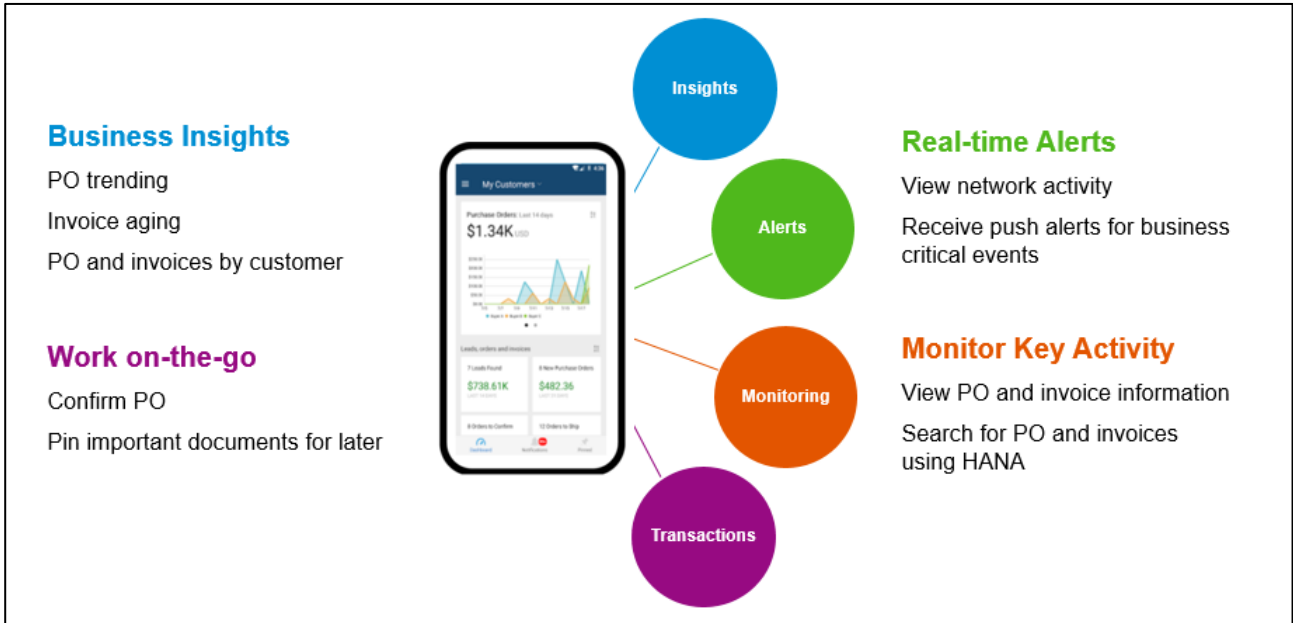 Business Insights
PO trending
Invoice aging
PO and invoices by customer
Work on-the-go
Confirm PO
Pin important documents for later
My Customers
Purchase Orders Last 14 days
$1.34K USD
Leads, orders and invoices
7 Leads Found
8 New Purchase Orders
$738.61K
$482.36
8 Orders to Confirm
12 Orders to Ship
Dashboard
Notifications
Pinned
Insights
Alerts
Monitoring
Transactions
Real-time Alerts
View network activity
Receive push alerts for business
critical events
Monitor Key Activity
View PO and invoice information
Search for PO and invoices
using HANA